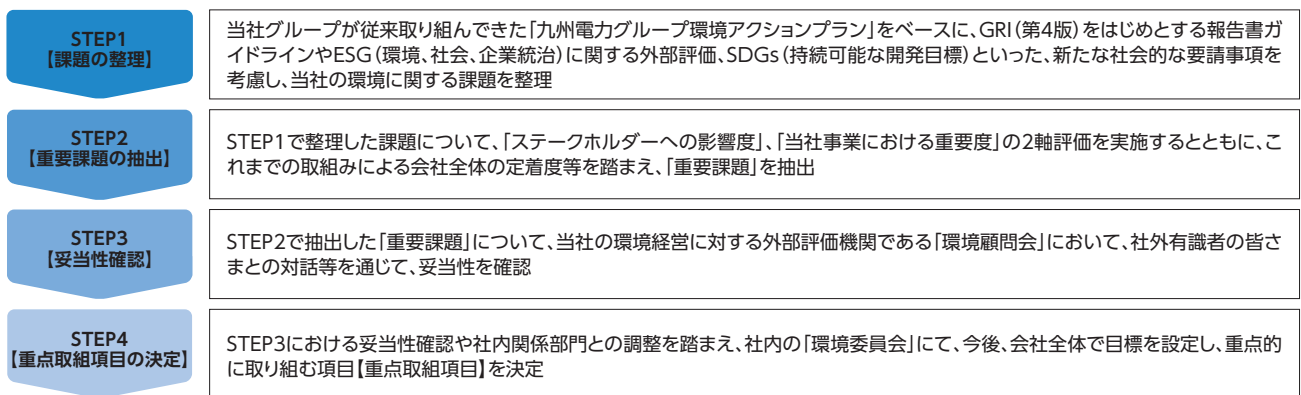 STEP1
【課題の整理】
当社グループが従来取り組んできた「九州電力グループ環境アクションプラン」をベースに、GRI(第4版)をはじめとする報告書ガ
イドラインやESG(環境、社会、企業統治)に関する外部評価、SDGs(持続可能な開発目標)といった、新たな社会的な要請事項を
考慮し、当社の環境に関する課題を整理
STEP2
【重要課題の抽出】
STEP1で整理した課題について、「ステークホルダーへの影響度」、「当社事業における重要度」の2軸評価を実施するとともに、こ
れまでの取組みによる会社全体の定着度等を踏まえ、「重要課題」を抽出
STEP3
【妥当性確認】
STEP2で抽出した「重要課題」について、当社の環境経営に対する外部評価機関である「環境顧問会」において、社外有識者の皆さ
まとの対話等を通じて、妥当性を確認
STEP4
【重点取組項目の決定】
STEP3における妥当性確認や社内関係部門との調整を踏まえ、社内の「環境委員会」にて、今後、会社全体で目標を設定し、重点的
に取り組む項目【重点取組項目】を決定